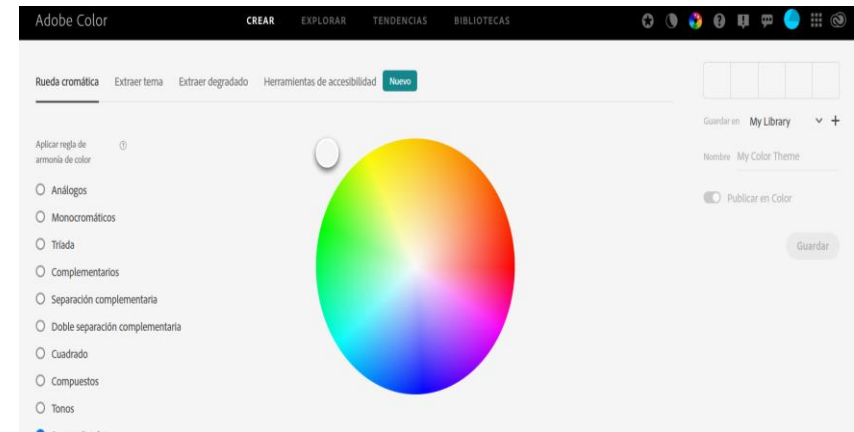 Adobe Color
CREAR EXPLORAR TENDENCIAS BIBLIOTECAS
Rueda cromática Extraer tema Extraer degradado Herramientas de accesibilidad Nuevo
Aplicar regla de
armonía de color
Análogos
Monocromáticos
Tríada
Complementarios
Separación complementaria
Doble separación complementaria
Cuadrado
Compuestos
Tonos
Guardar en My Library
Nombre My Color Theme
Publicar en Color
Guardar